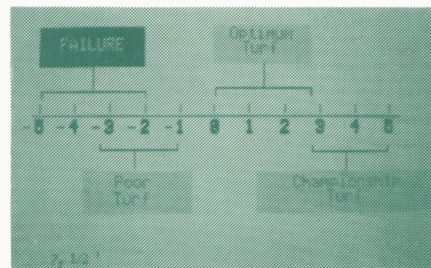 FAILURE
Optimum
Turf
-5 -4 -3 -2 -1 0 1 2 3 4 5
Poor
Turf
Championship
Turf